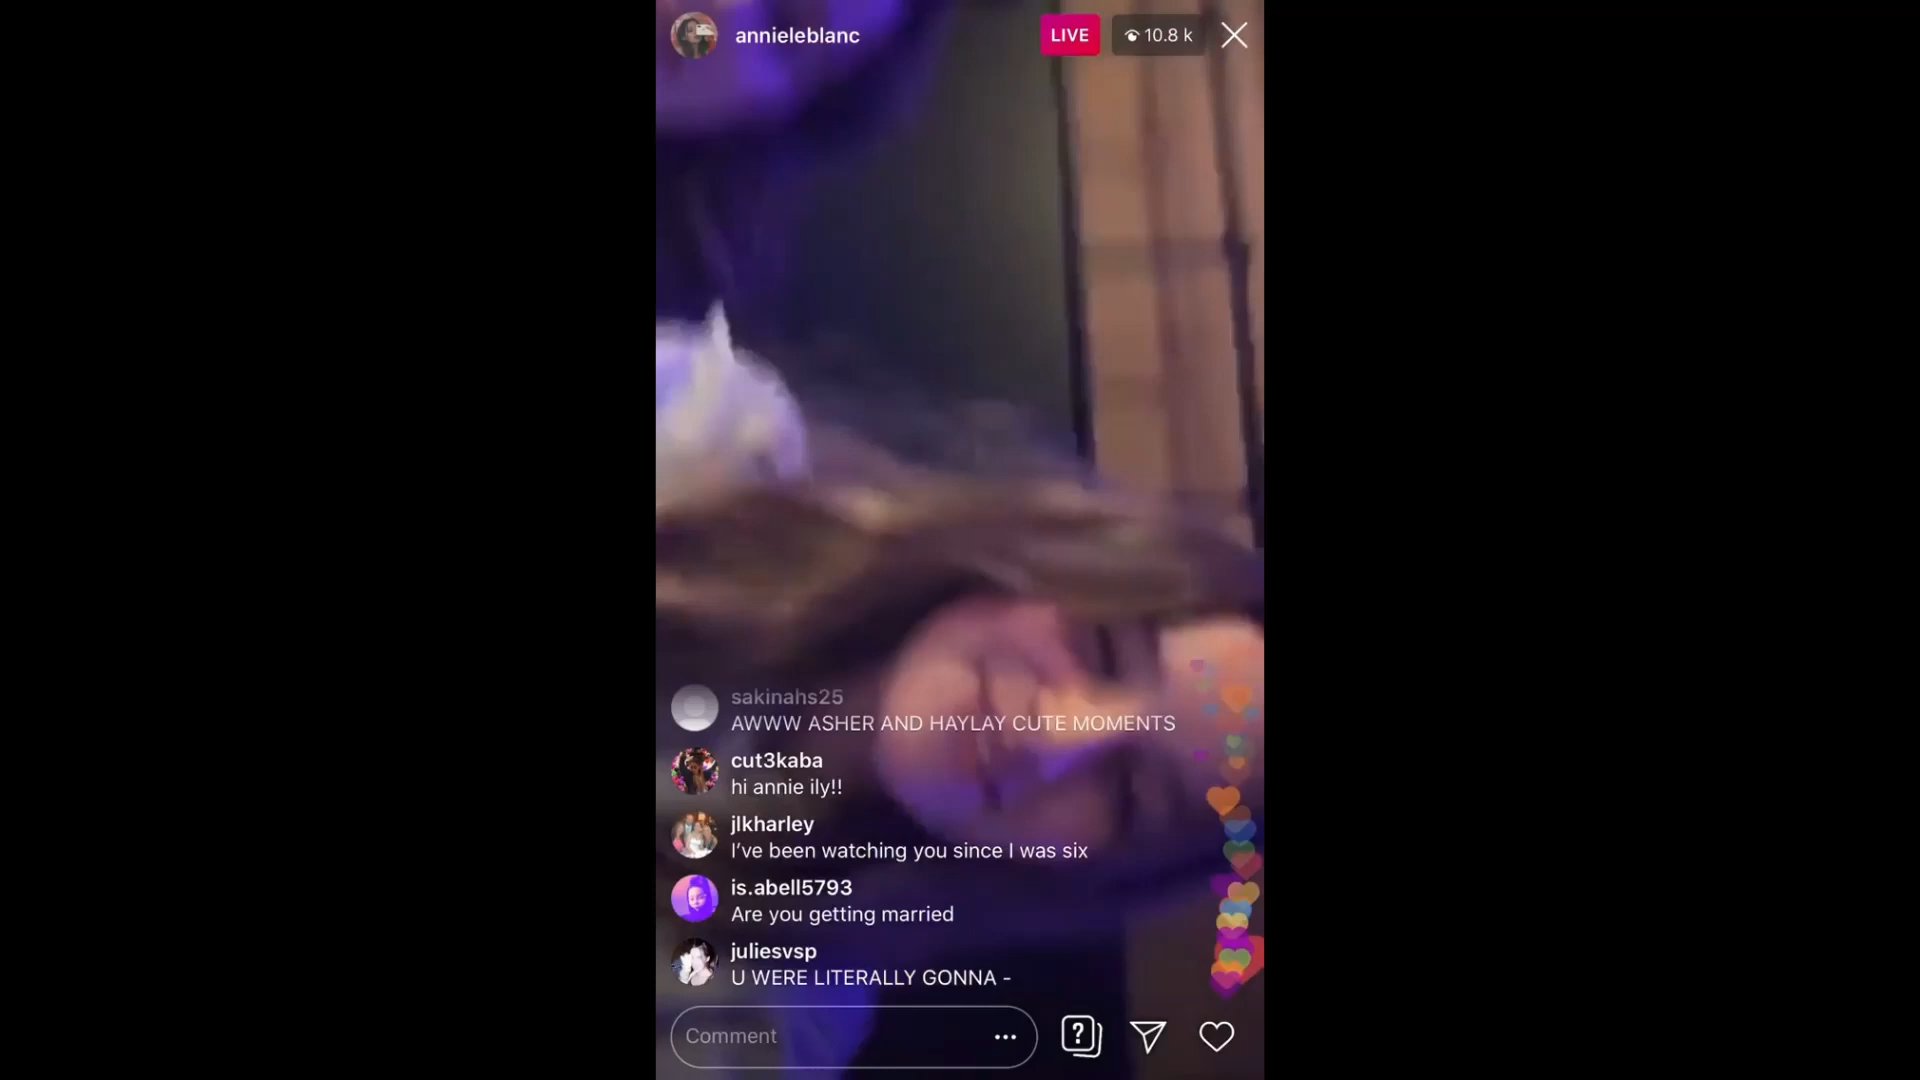 annieleblanc
LIVE
10.8 k
sakinahs25
AWWW ASHER AND HAYLAY CUTE MOMENTS
cut3kaba
hi annie ily!!
jlkharley
I’ve been watching you since I was six
is.abell5793
Are you getting married
juliesvsp
U WERE LITERALLY GONNA -
Comment